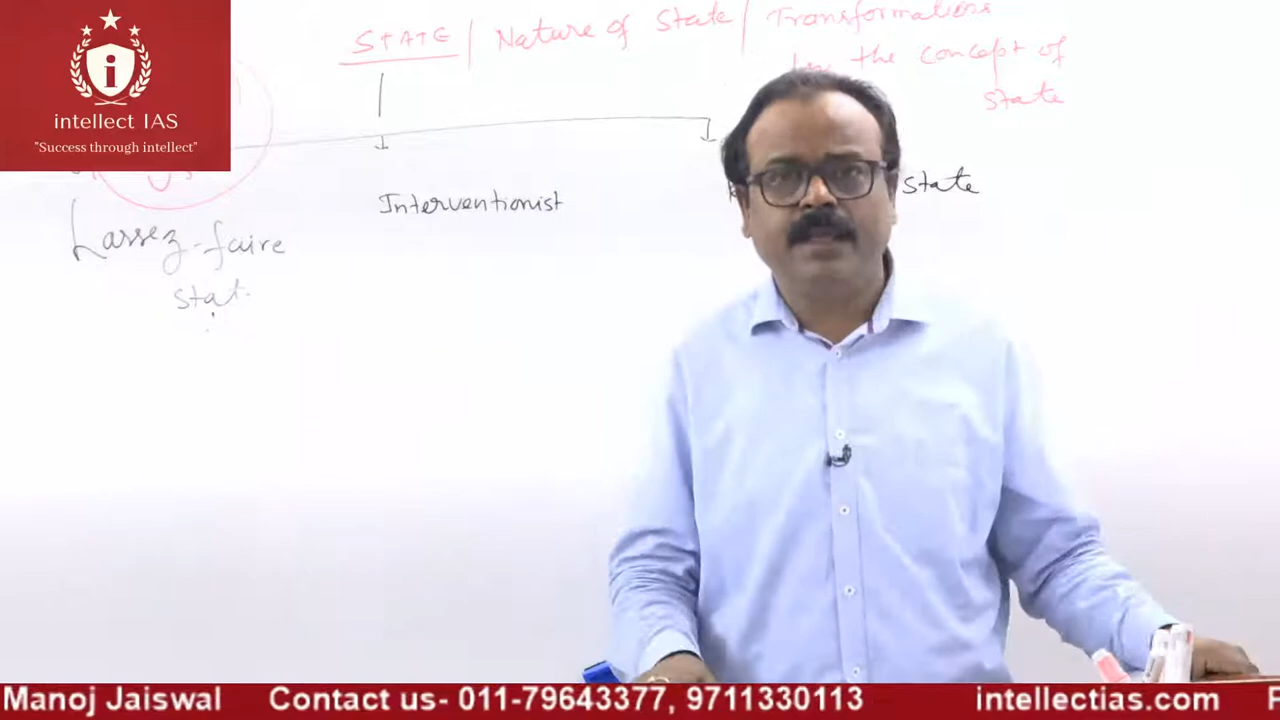 intellect IAS
"Success through intellect"
STATE / Nature of State / Transformations
the concept of
State
Interventionist
State
Lassez-faire
Stat
Manoj Jaiswal Contact us- 011-79643377, 9711330113 intellectias.com